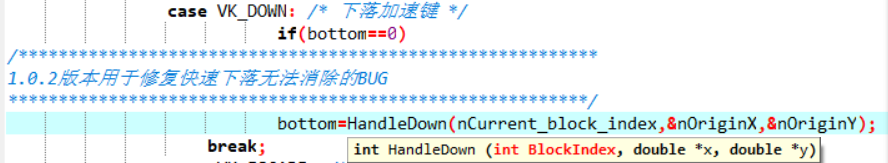 case VK_DOWN: /* 下落加速键 */
if(bottom==0)
/**********************************************************
1.0.2版本用于修复快速下落无法消除的BUG
**********************************************************/
bottom=HandleDown(nCurrent_block_index,&nOriginX,&nOriginY);
break;
int HandleDown (int BlockIndex, double *x, double *y)